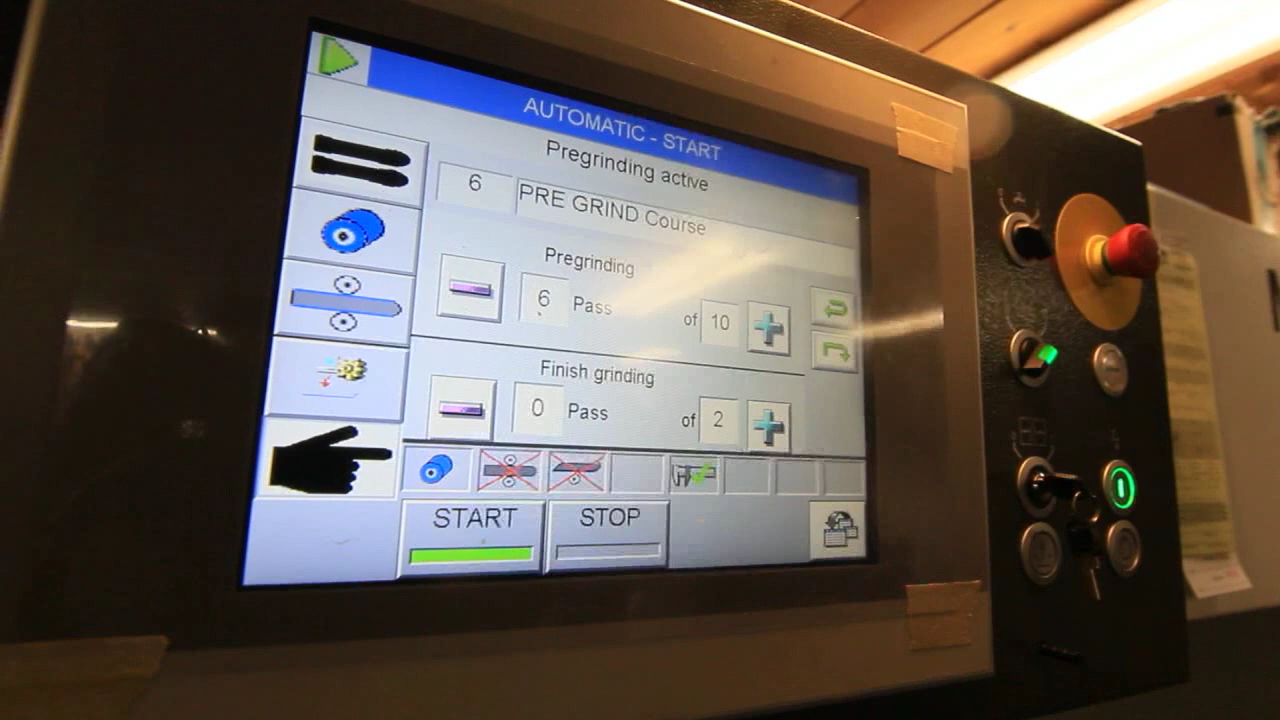 AUTOMATIC - START
Pregrinding active
6 PRE GRIND Course
Pregrinding
6 Pass of 10
Finish grinding
0 Pass of 2
START STOP